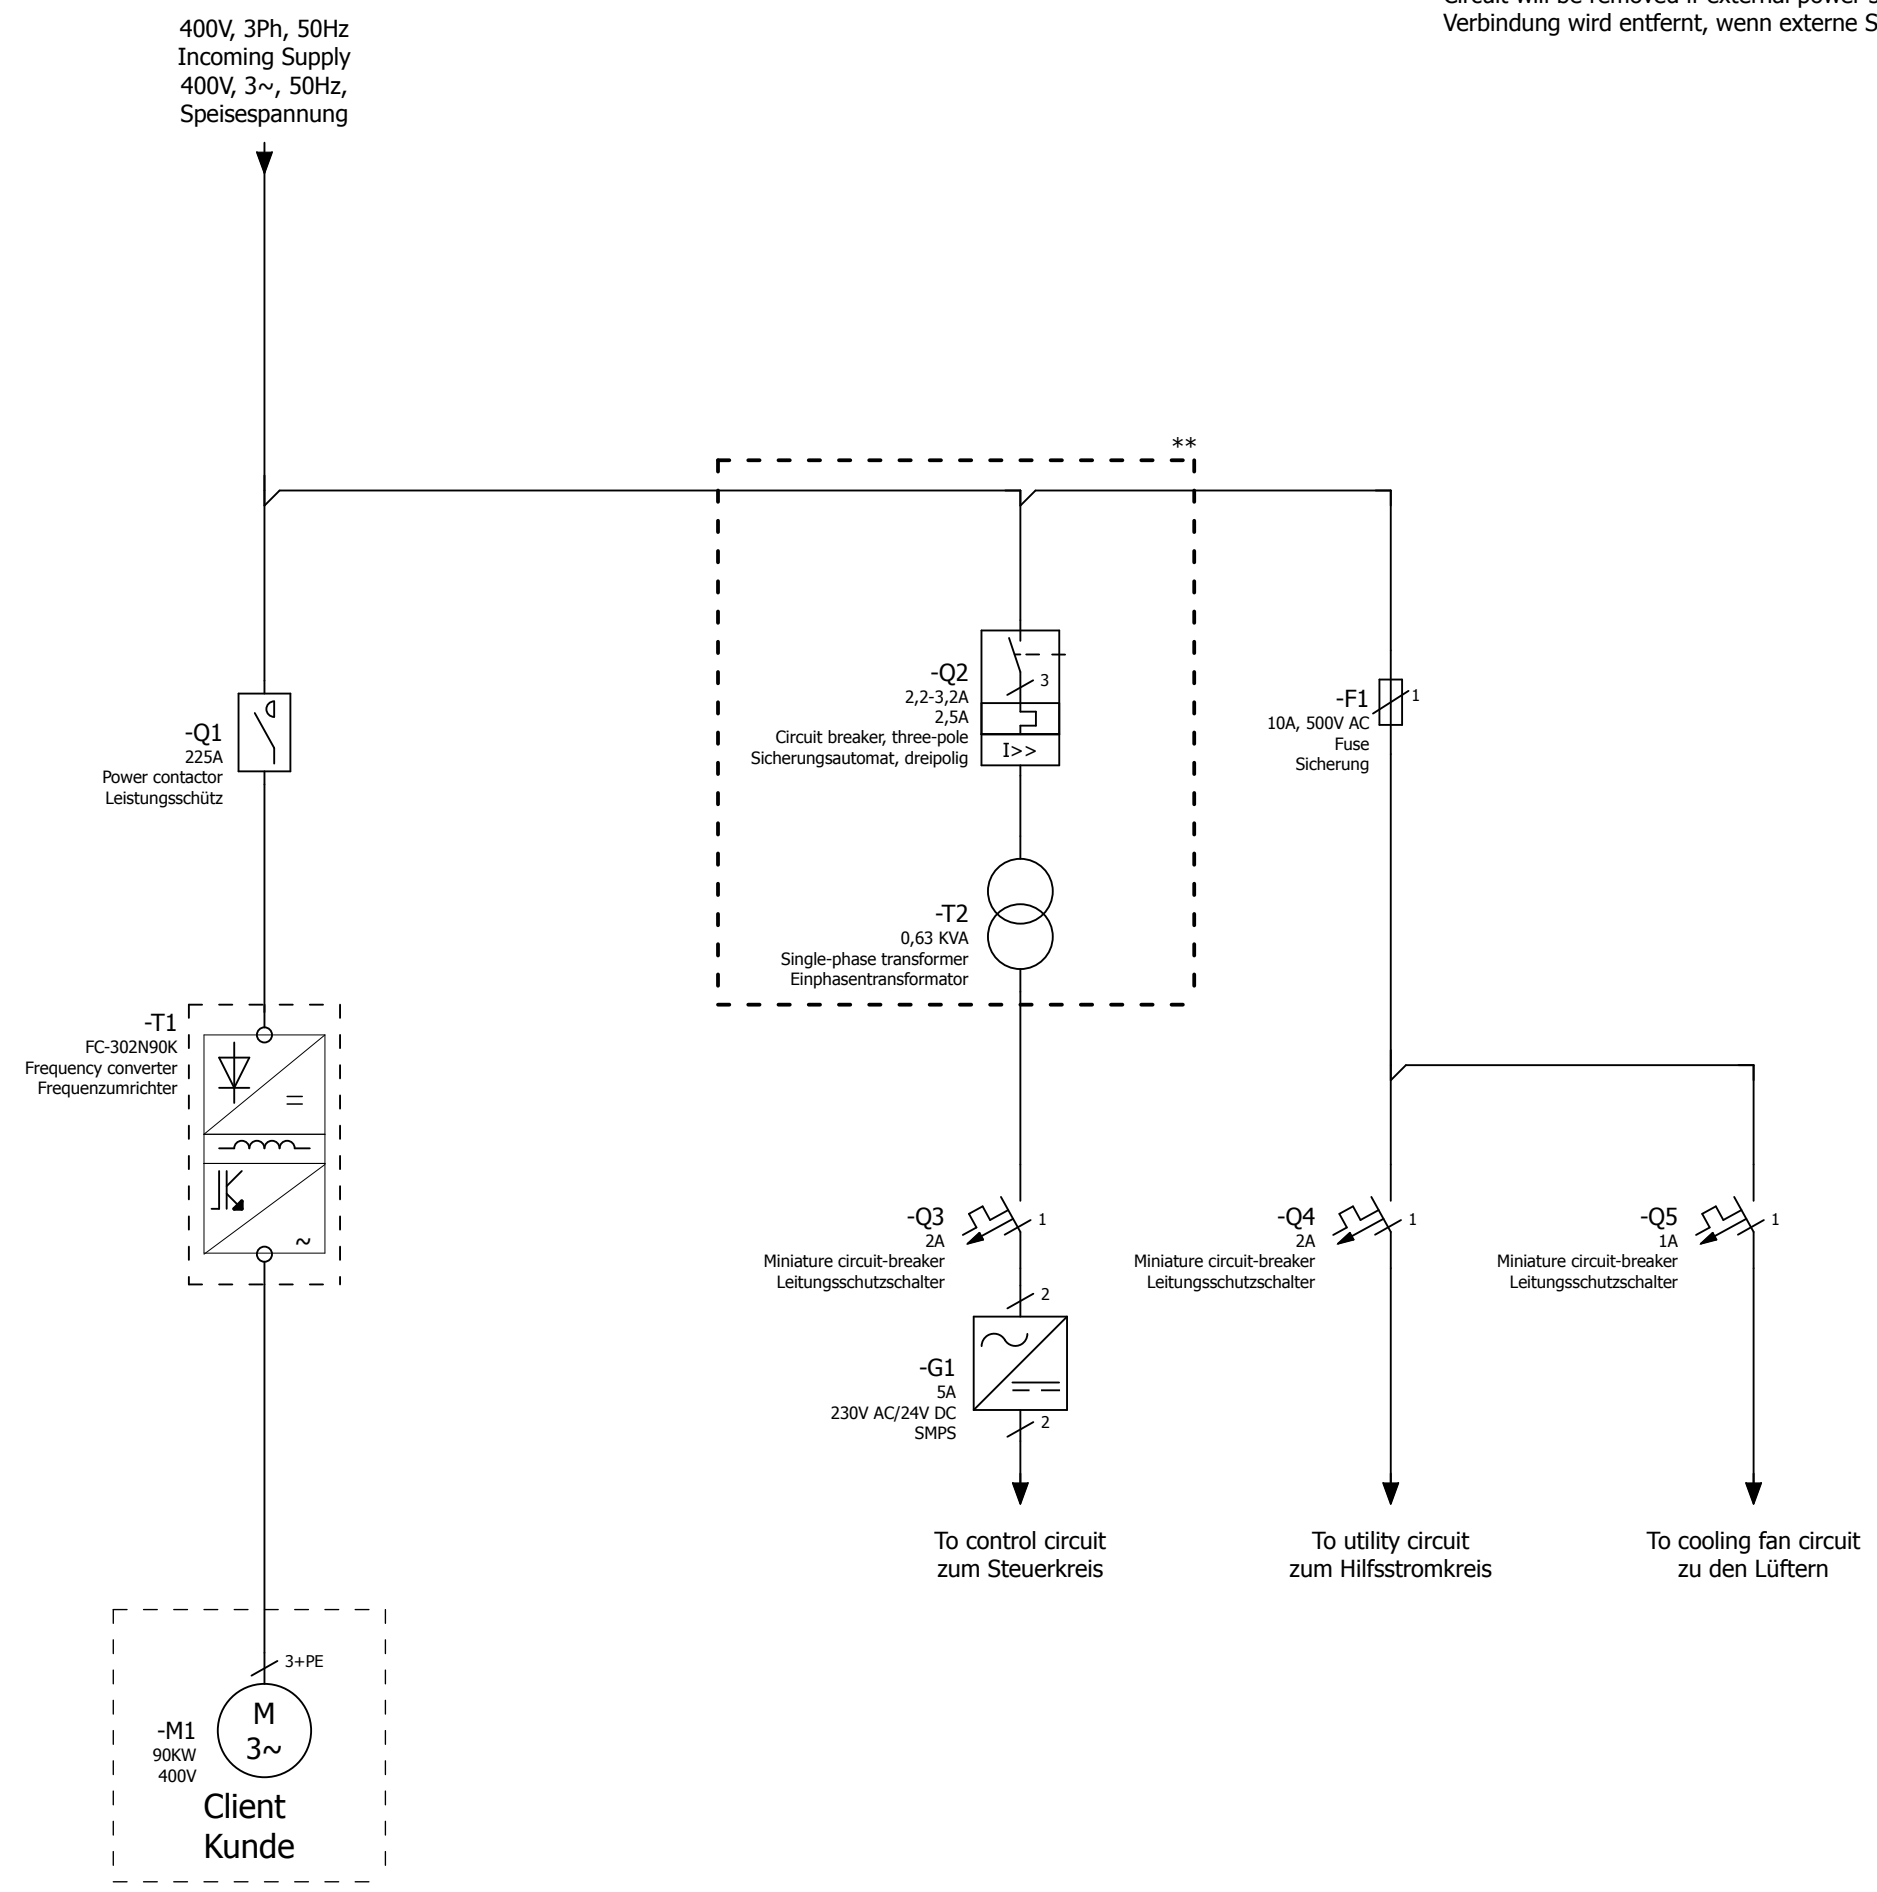 400V, 3Ph, 50Hz
Incoming Supply
400V, 3~, 50Hz,
Speisespannung
Verbindung wird entfernt, wenn externe S
**
-Q1
225A
Power contactor
Leistungsschütz
-Q2
2,2-3,2A
2,5A
Circuit breaker, three-pole
Sicherungsautomat, dreipolig
3
I>>
-F1
10A, 500V AC
Fuse
Sicherung
1
-T2
0,63 KVA
Single-phase transformer
Einphasentransformator
-T1
FC-302N90K
Frequency converter
Frequenzumrichter
=
~
-Q3
2A
Miniature circuit-breaker
Leitungsschutzschalter
1
2
-Q4
2A
Miniature circuit-breaker
Leitungsschutzschalter
1
-Q5
1A
Miniature circuit-breaker
Leitungsschutzschalter
1
-G1
5A
230V AC/24V DC
SMPS
2
To control circuit
zum Steuerkreis
To utility circuit
zum Hilfsstromkreis
To cooling fan circuit
zu den Lüftern
3+PE
-M1
90KW
400V
M
3~
Client
Kunde